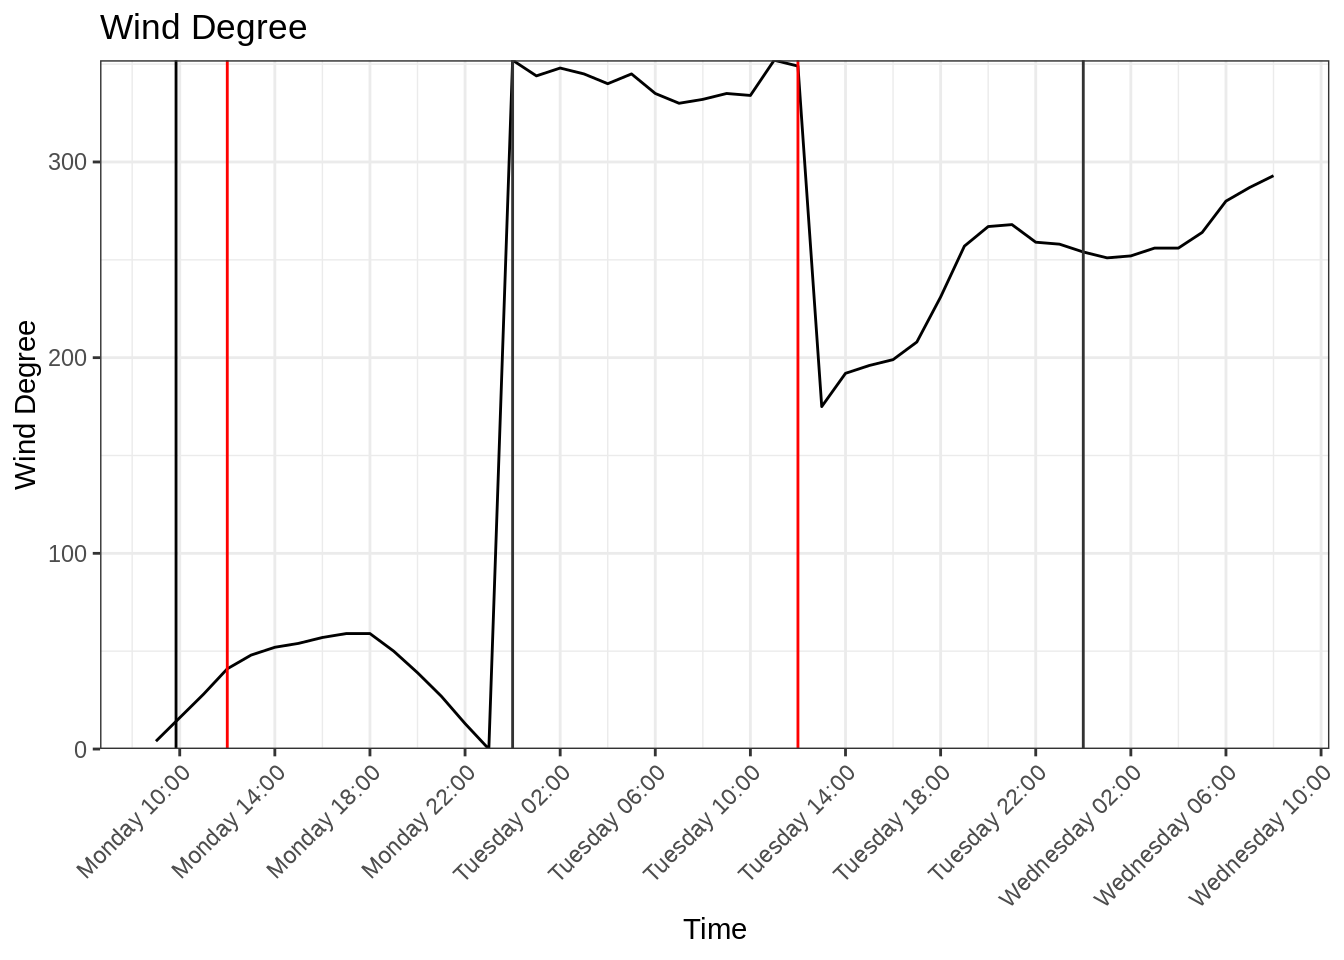 Wind Degree
Wind Degree
300
200
100
0
Monday 10:00
Monday 14:00
Monday 18:00
Monday 22:00
Tuesday 02:00
Tuesday 06:00
Tuesday 10:00
Tuesday 14:00
Tuesday 18:00
Tuesday 22:00
Wednesday 02:00
Wednesday 06:00
Wednesday 10:00
Time